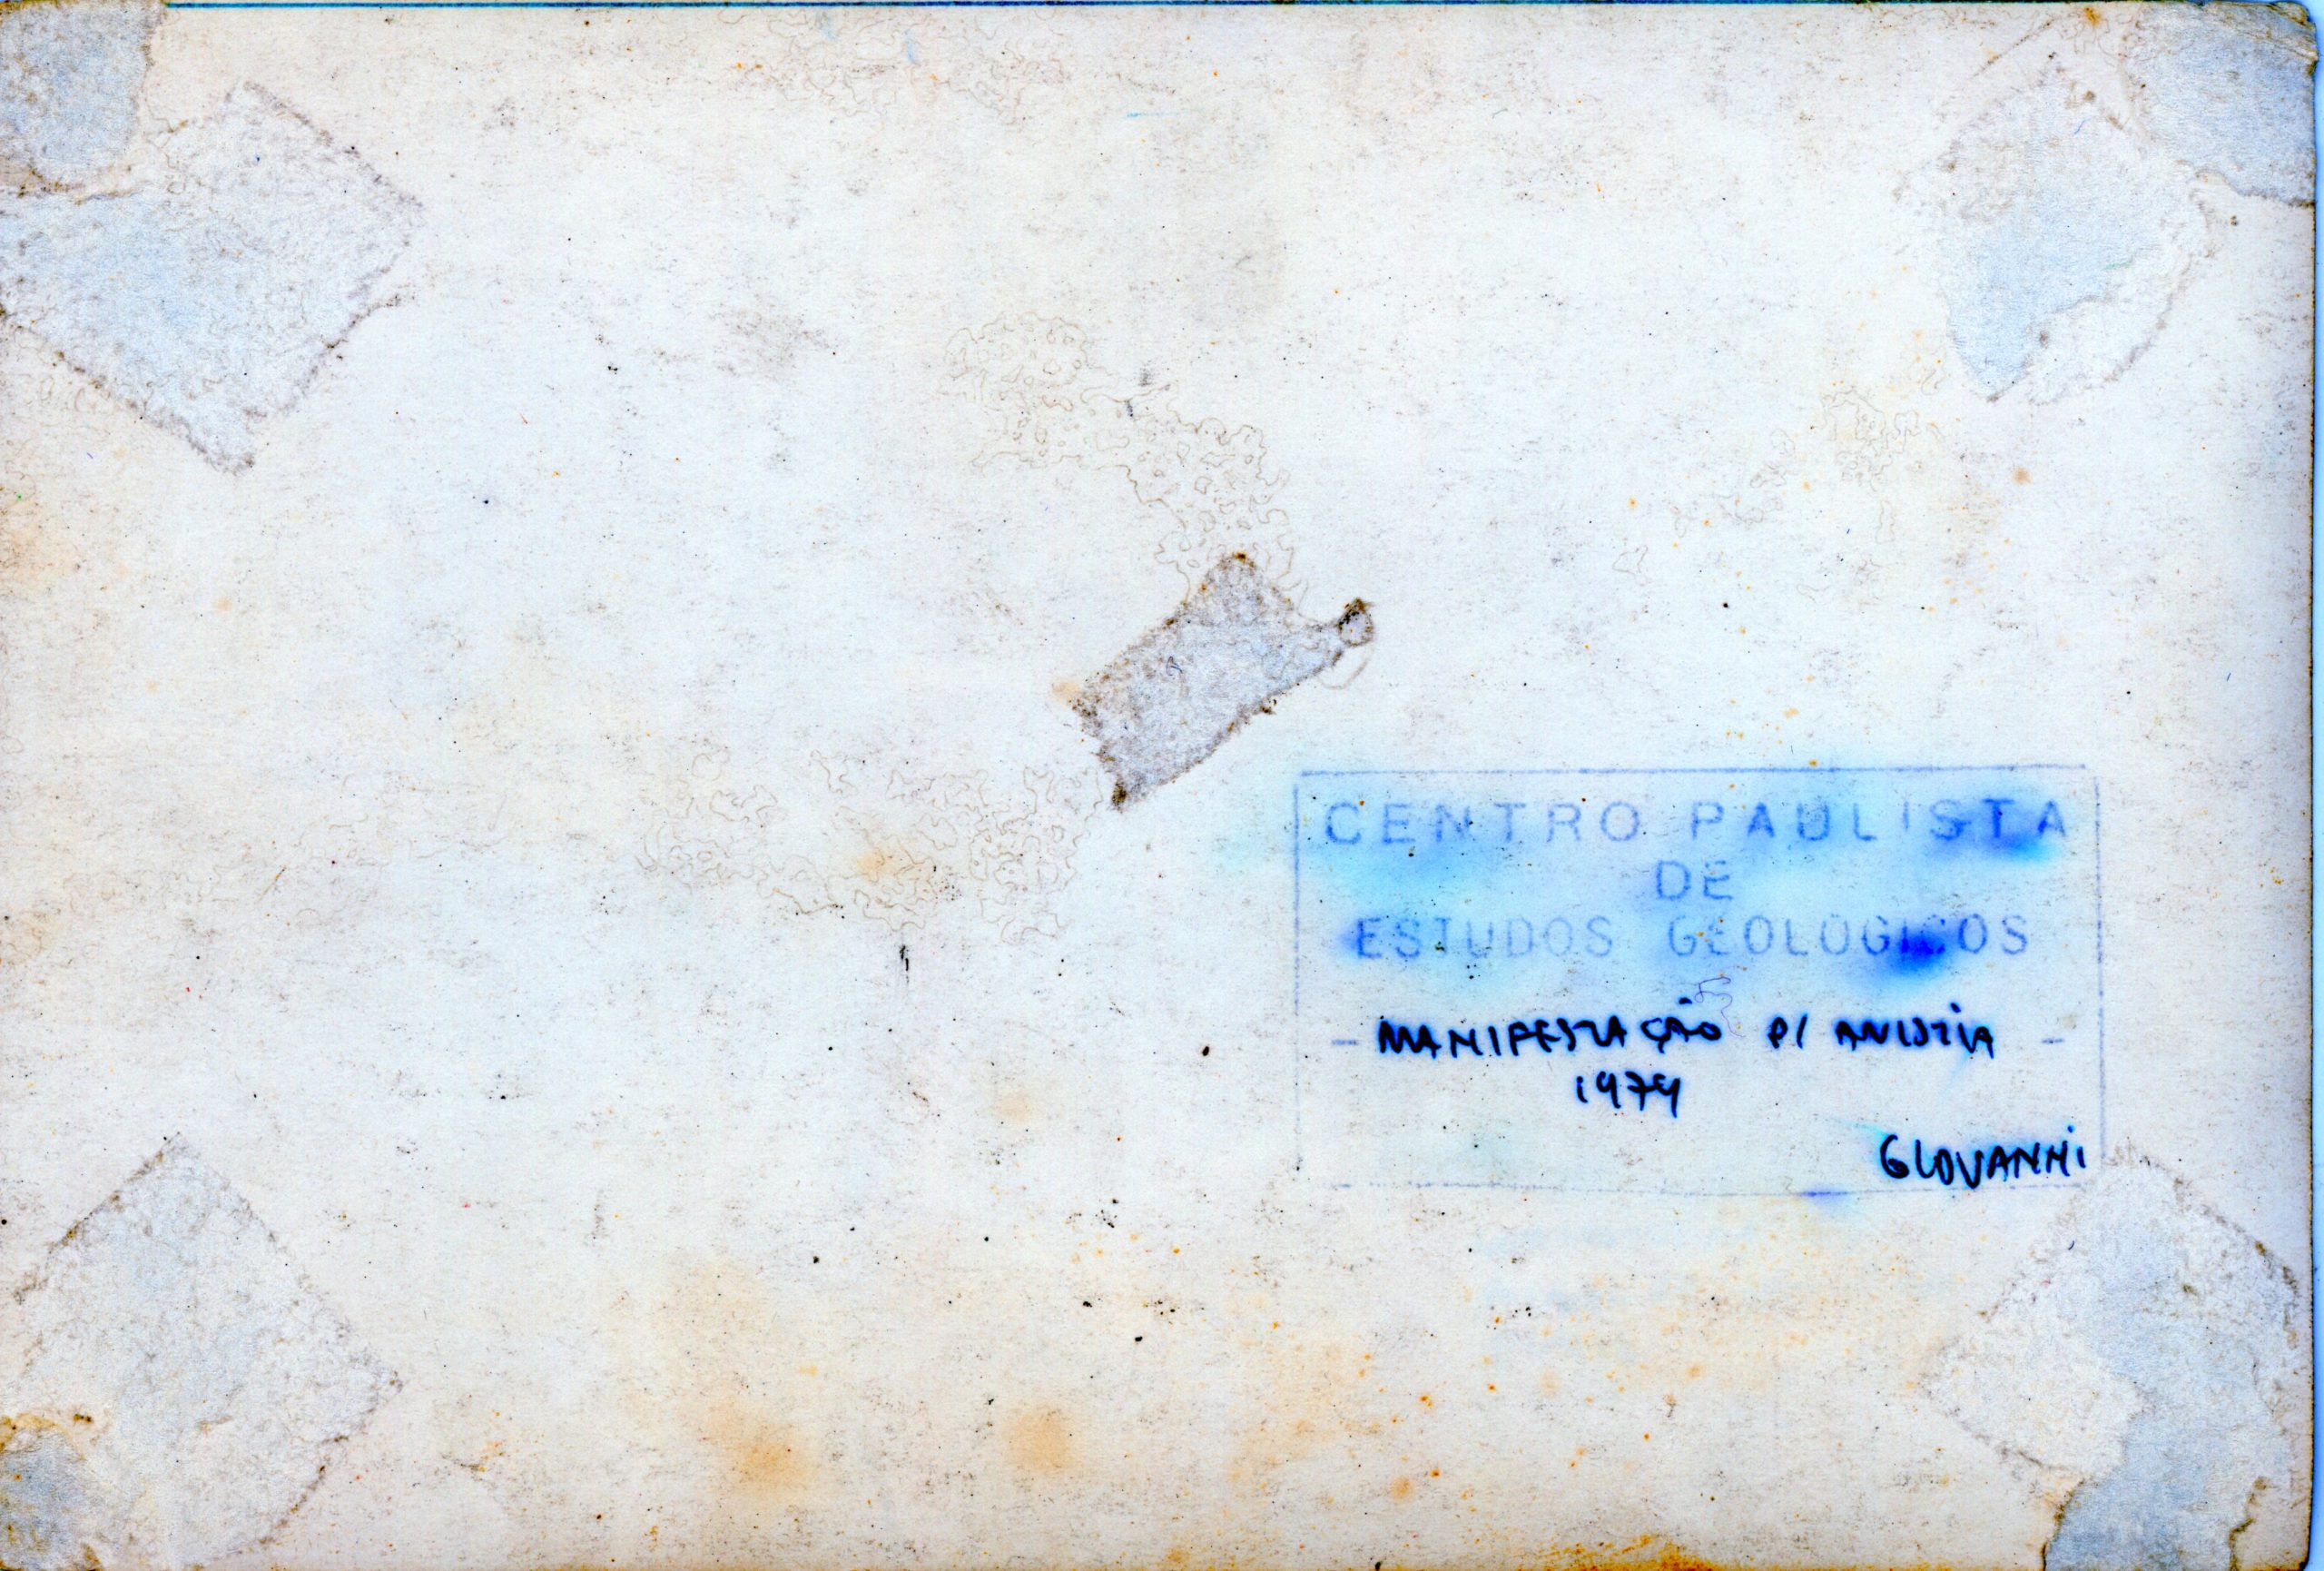 CENTRO PAULISTA
DE
ESTUDOS GEOLOGICOS
- MANIFESTAÇÃO P/ ANISTIA -
1979
GIOVANNI